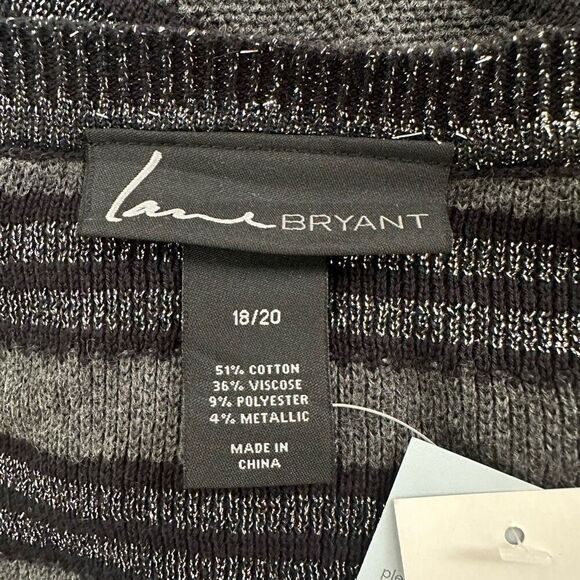 Lane BRYANT
18/20
51% COTTON
36% VISCOSE
9% POLYESTER
4% METALLIC
MADE IN
CHINA